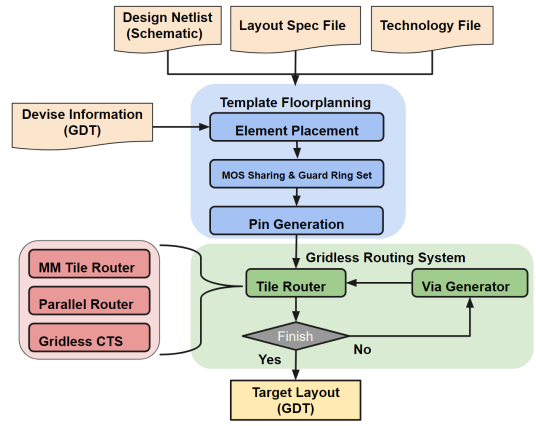 Design Netlist
(Schematic)
Layout Spec File
Technology File
Template Floorplanning
Devise Information
(GDT)
Element Placement
MOS Sharing & Guard Ring Set
Pin Generation
Gridless Routing System
MM Tile Router
Parallel Router
Gridless CTS
Tile Router
Via Generator
Finish
Yes
No
Target Layout
(GDT)